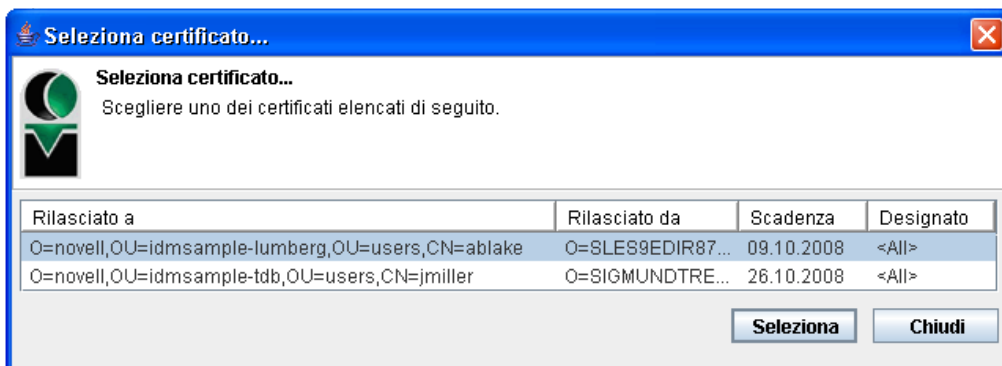 Seleziona certificato...
Seleziona certificato...
Scegliere uno dei certificati elencati di seguito.
Rilasciato a Rilasciato da Scadenza Designato
O=novell,OU=idmsample-lumberg,OU=users,CN=ablake O=SLES9EDIR87... 09.10.2008 <All>
O=novell,OU=idmsample-tdb,OU=users,CN=jmiller O=SIGMUNDTRE... 26.10.2008 <All>
Seleziona Chiudi